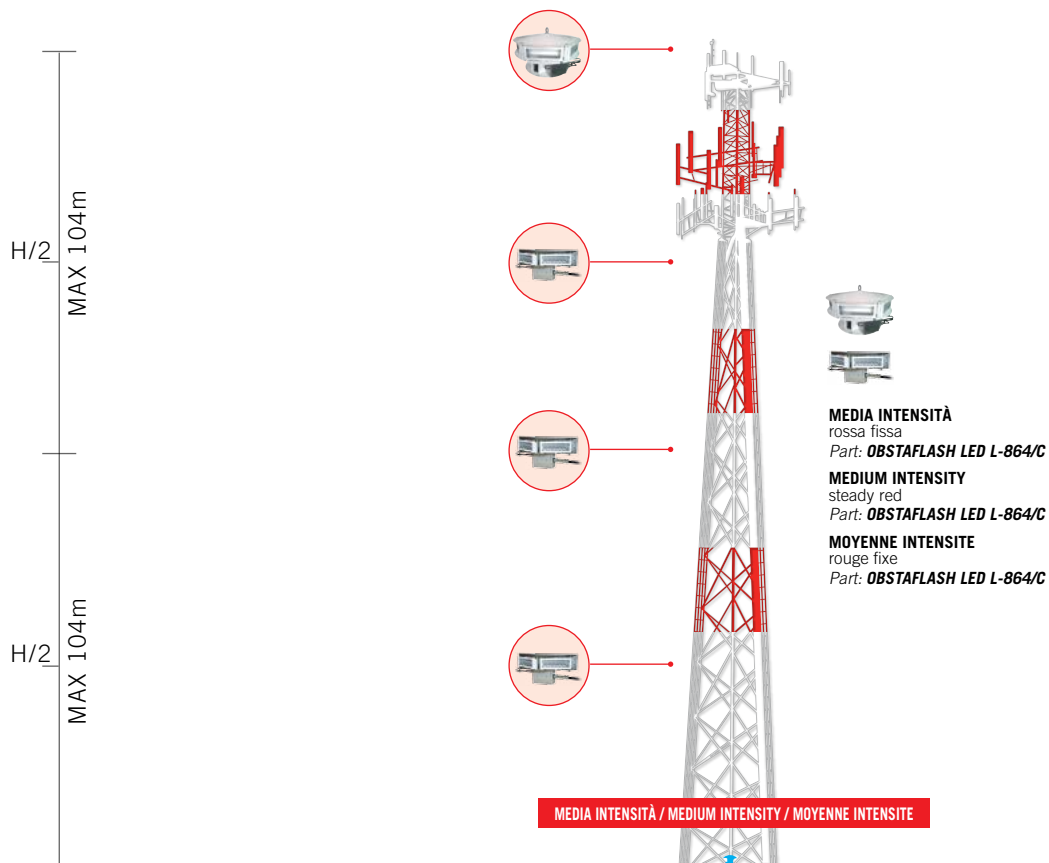 H/2
MAX 104m
H/2
MAX 104m
MEDIA INTENSITÀ
rossa fissa
Part: OBSTAFLASH LED L-864/C
MEDIUM INTENSITY
steady red
Part: OBSTAFLASH LED L-864/C
MOYENNE INTENSITE
rouge fixe
Part: OBSTAFLASH LED L-864/C
MEDIA INTENSITÀ / MEDIUM INTENSITY / MOYENNE INTENSITE